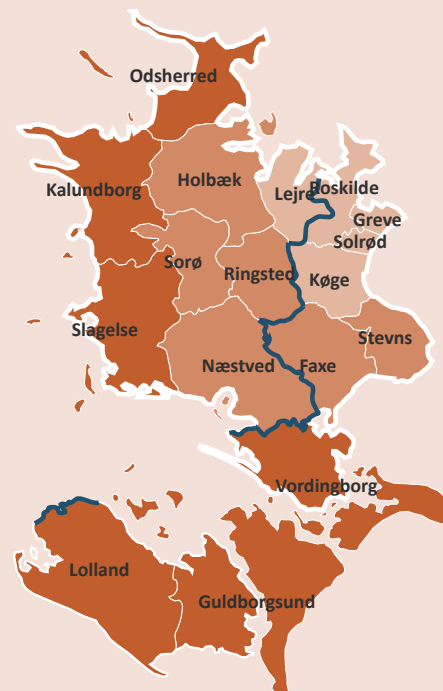 Odsherred
Kalundborg
Holbæk
Lejre
Roskilde
Greve
Solrød
Sorø
Ringsted
Køge
Slagelse
Næstved
Faxe
Stevns
Vordingborg
Lolland
Guldborgsund